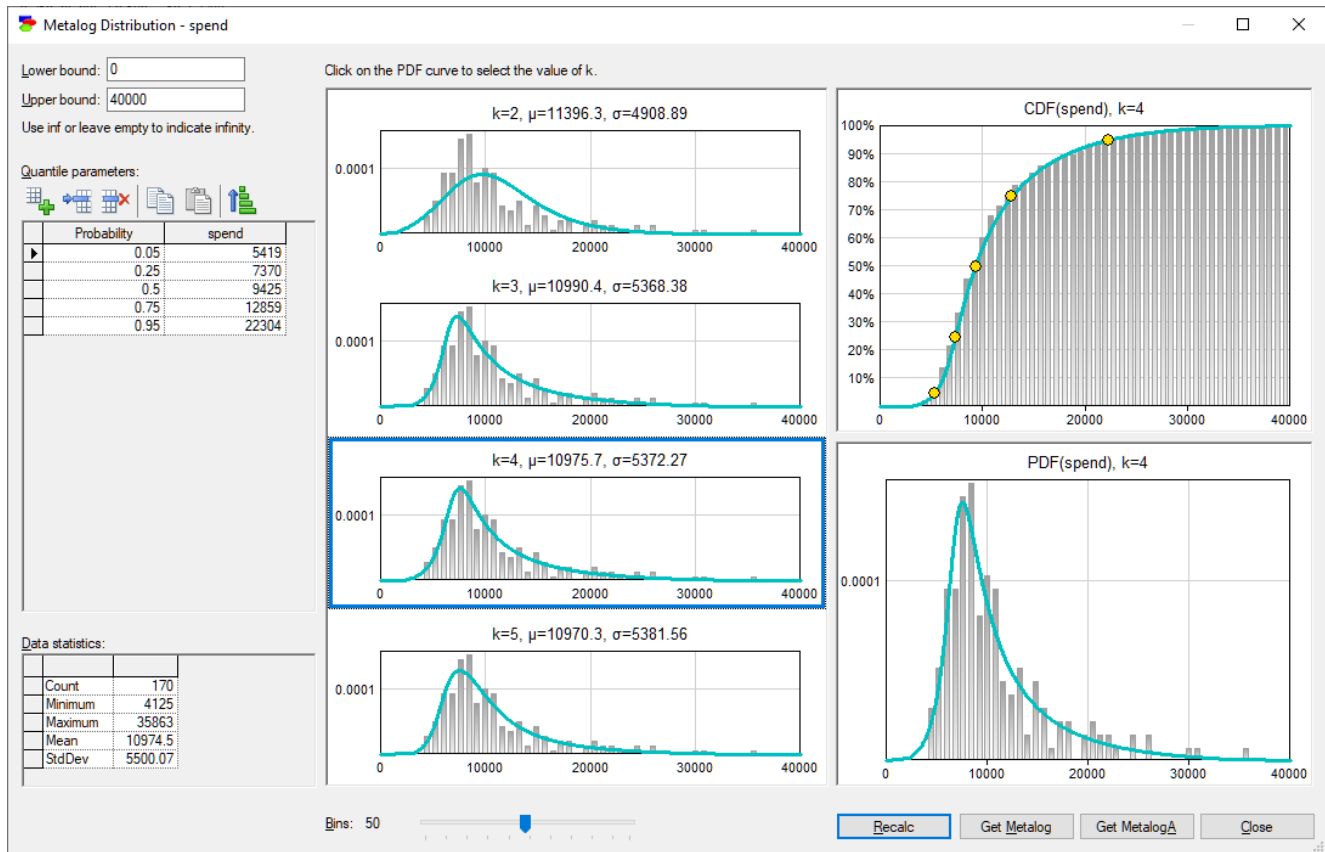 Metalog Distribution - spend
Lower bound: 0
Upper bound: 40000
Use inf or leave empty to indicate infinity.
Quantile parameters:
Probability spend
0.05 5419
0.25 7370
0.5 9425
0.75 12859
0.95 22304
Data statistics:
Count 170
Minimum 4125
Maximum 35863
Mean 10974.5
StdDev 5500.07
Click on the PDF curve to select the value of k.
k=2, μ=11396.3, σ=4908.89
0.0001
0 10000 20000 30000 40000
k=3, μ=10990.4, σ=5368.38
0.0001
0 10000 20000 30000 40000
k=4, μ=10975.7, σ=5372.27
0.0001
0 10000 20000 30000 40000
k=5, μ=10970.3, σ=5381.56
0.0001
0 10000 20000 30000 40000
Bins: 50
CDF(spend), k=4
100%
90%
80%
70%
60%
50%
40%
30%
20%
10%
0 10000 20000 30000 40000
PDF(spend), k=4
0.0001
0 10000 20000 30000 40000
Recalc Get Metalog Get MetalogA Close